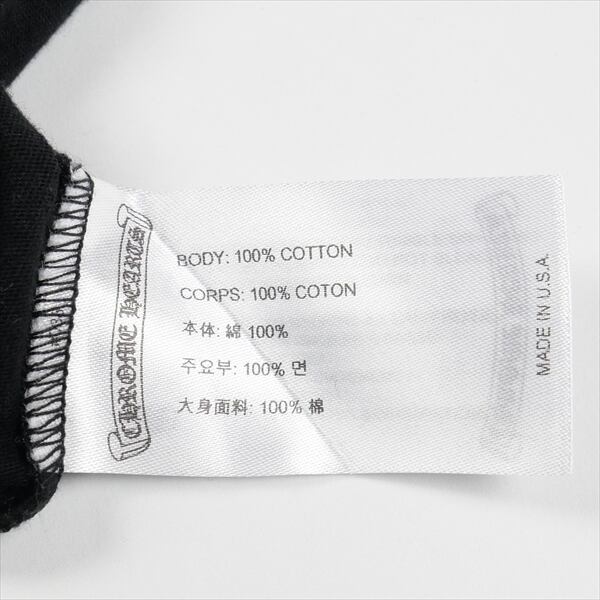 CHROME HEARTS
BODY: 100% COTTON
CORPS: 100% COTON
本体: 綿 100%
주요부: 100% 면
大身面料: 100% 棉
MADE IN U.S.A.